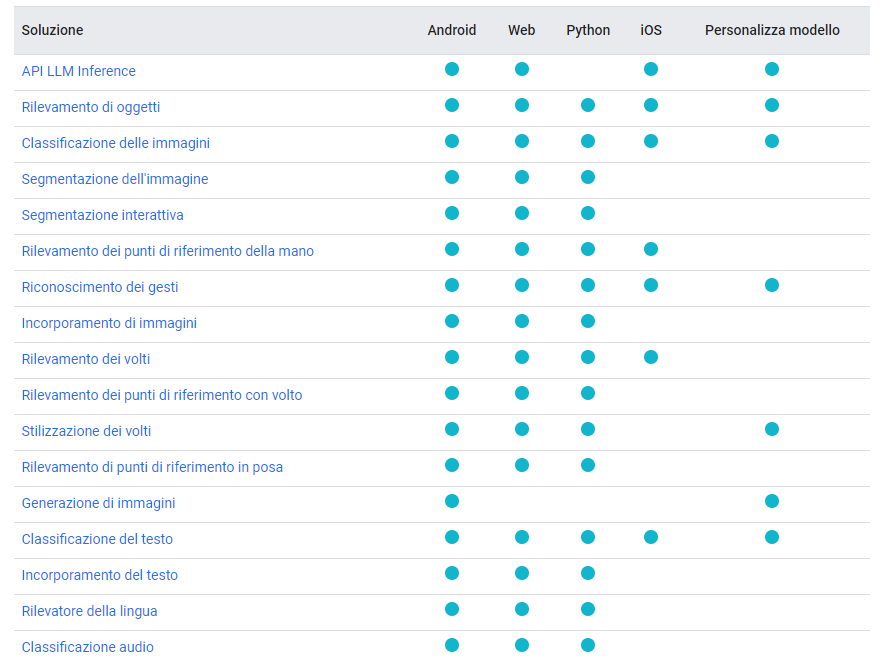 Soluzione Android Web Python iOS Personalizza modello
API LLM Inference
Rilevamento di oggetti
Classificazione delle immagini
Segmentazione dell'immagine
Segmentazione interattiva
Rilevamento dei punti di riferimento della mano
Riconoscimento dei gesti
Incorporamento di immagini
Rilevamento dei volti
Rilevamento dei punti di riferimento con volto
Stilizzazione dei volti
Rilevamento di punti di riferimento in posa
Generazione di immagini
Classificazione del testo
Incorporamento del testo
Rilevatore della lingua
Classificazione audio